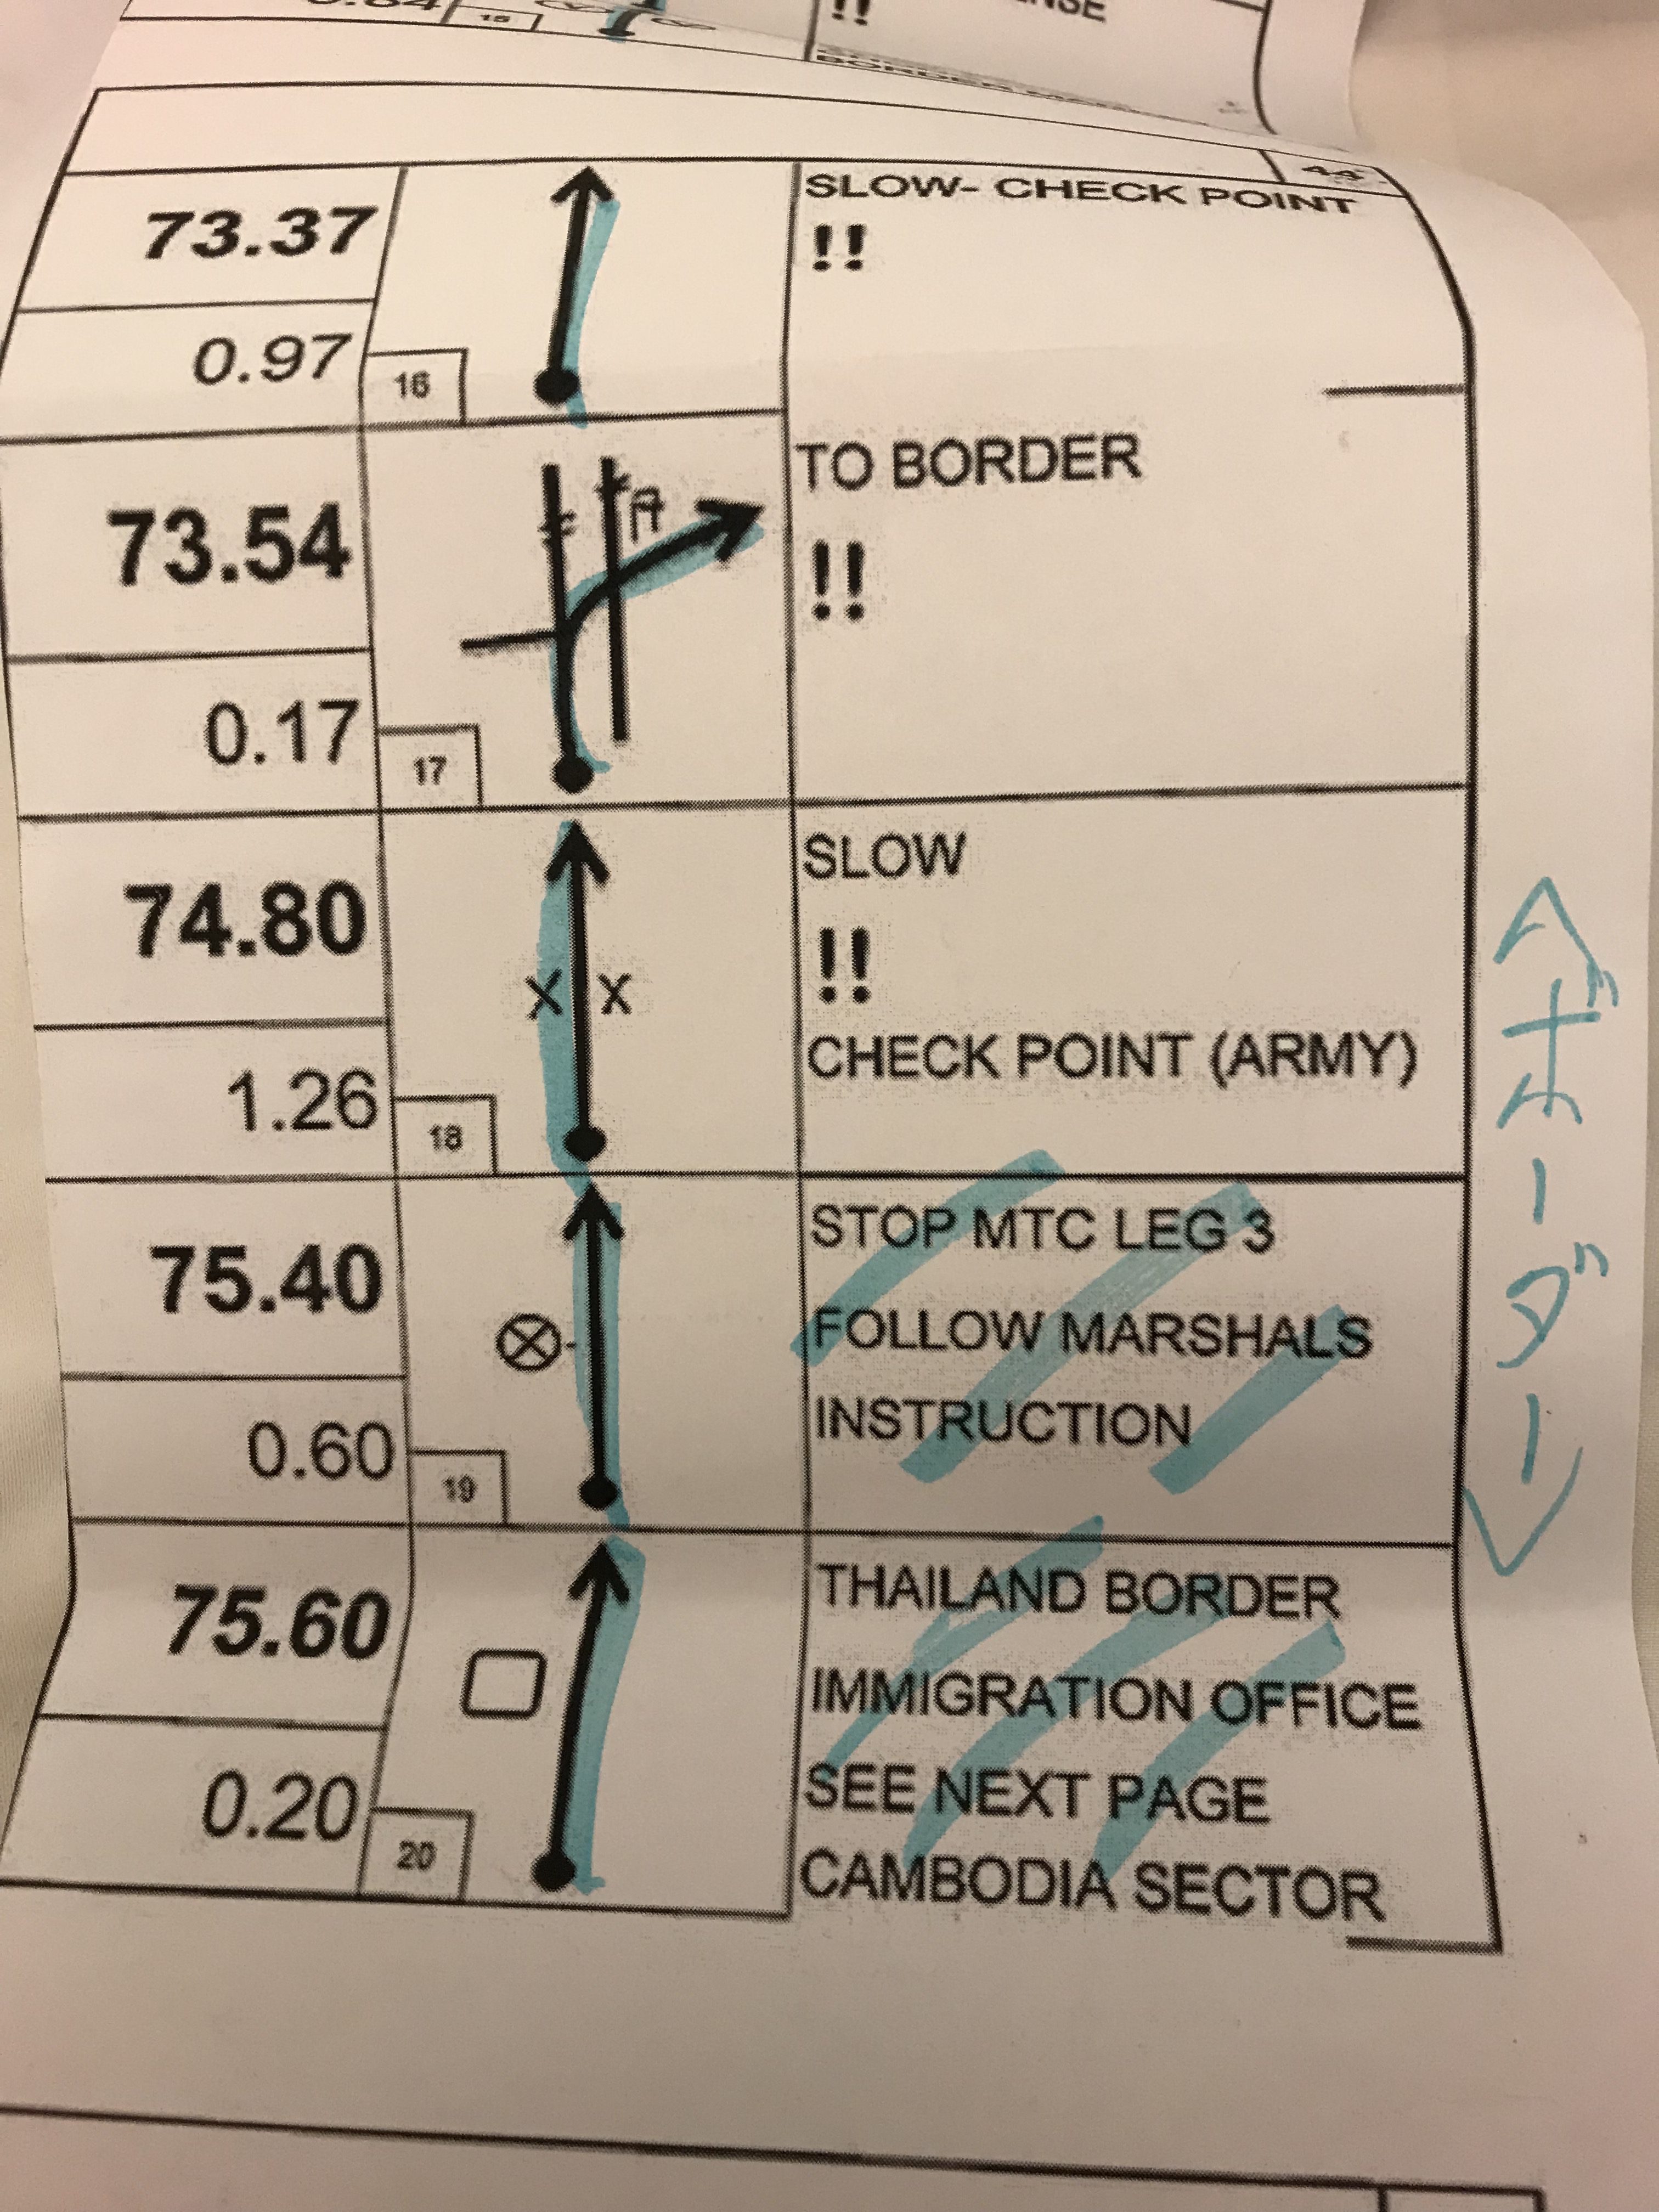 15
!!
44
73.37
0.97
16
SLOW- CHECK POINT
!!
73.54
0.17
17
TO BORDER
!!
74.80
1.26
18
X X
SLOW
!!
CHECK POINT (ARMY)
75.40
0.60
19
STOP MTC LEG 3
FOLLOW MARSHALS
INSTRUCTION
75.60
0.20
20
THAILAND BORDER
IMMIGRATION OFFICE
SEE NEXT PAGE
CAMBODIA SECTOR
ボーダー